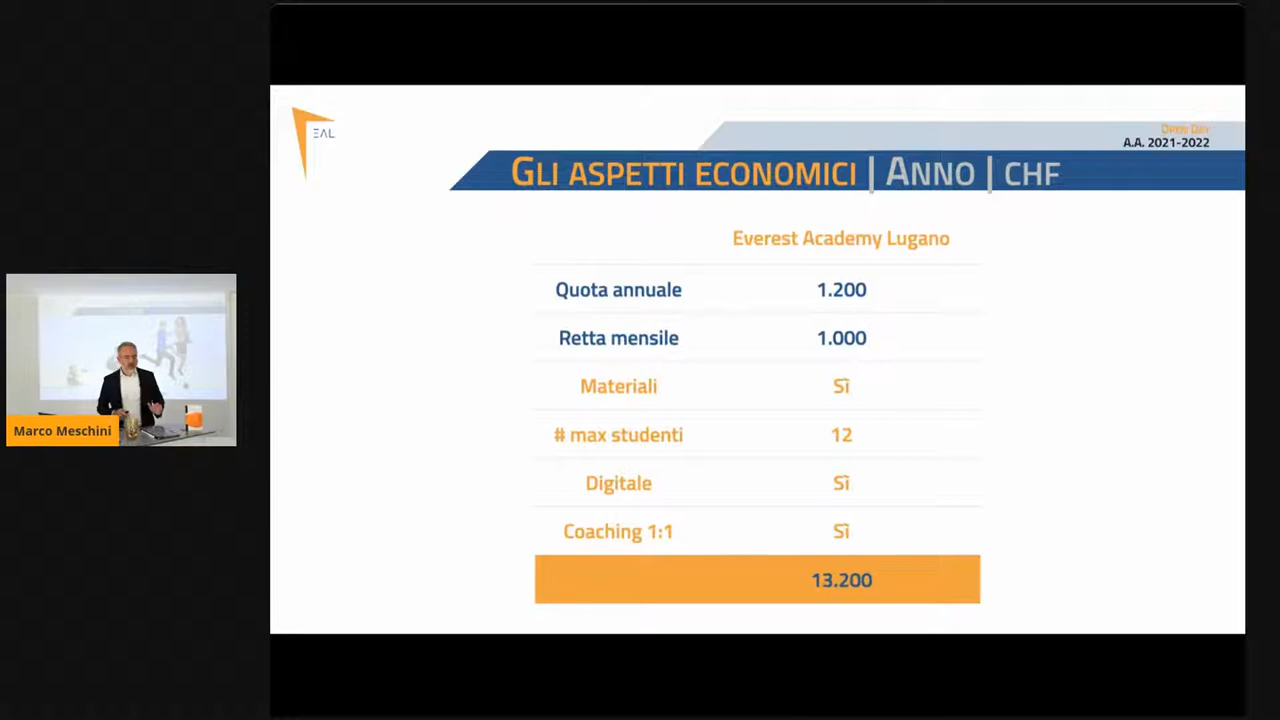 EAL
Open Day
A.A. 2021-2022
Gli aspetti economici | Anno | CHF
Everest Academy Lugano
Quota annuale 1.200
Retta mensile 1.000
Materiali Sì
# max studenti 12
Digitale Sì
Coaching 1:1 Sì
13.200
Marco Meschini